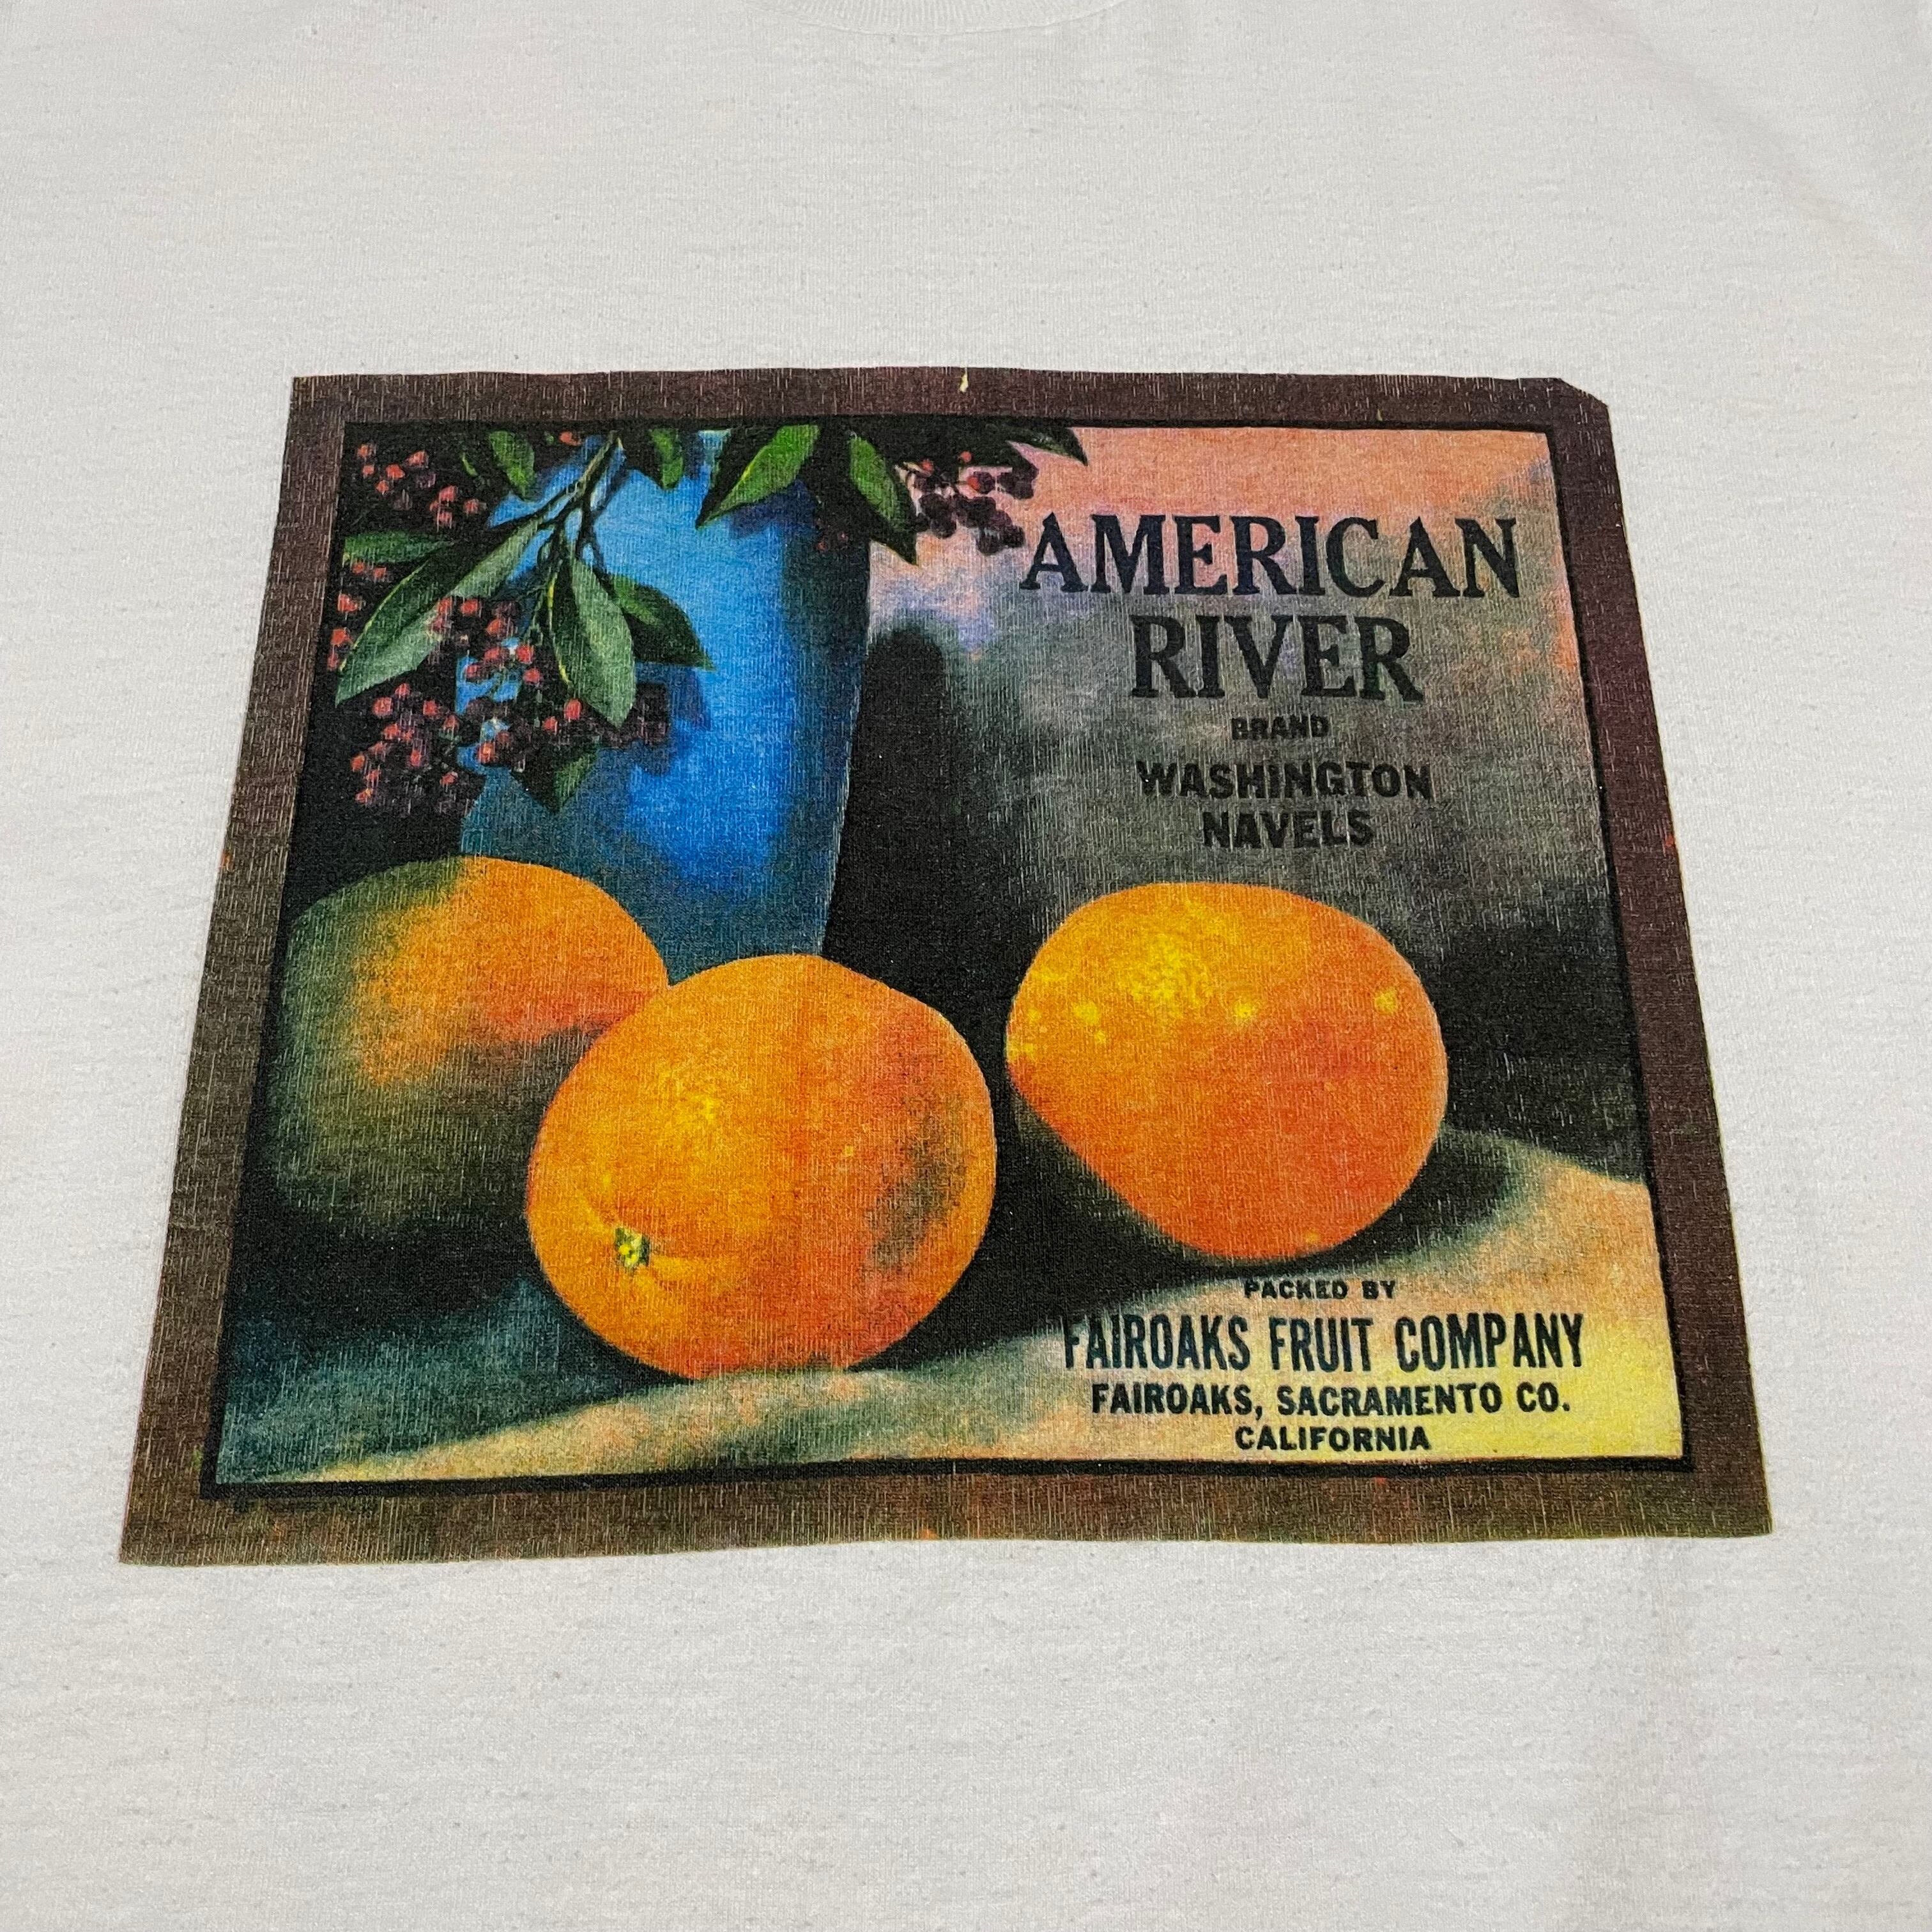 AMERICAN
RIVER
BRAND
WASHINGTON
NAVELS
PACKED BY
FAIROAKS FRUIT COMPANY
FAIROAKS, SACRAMENTO CO.
CALIFORNIA